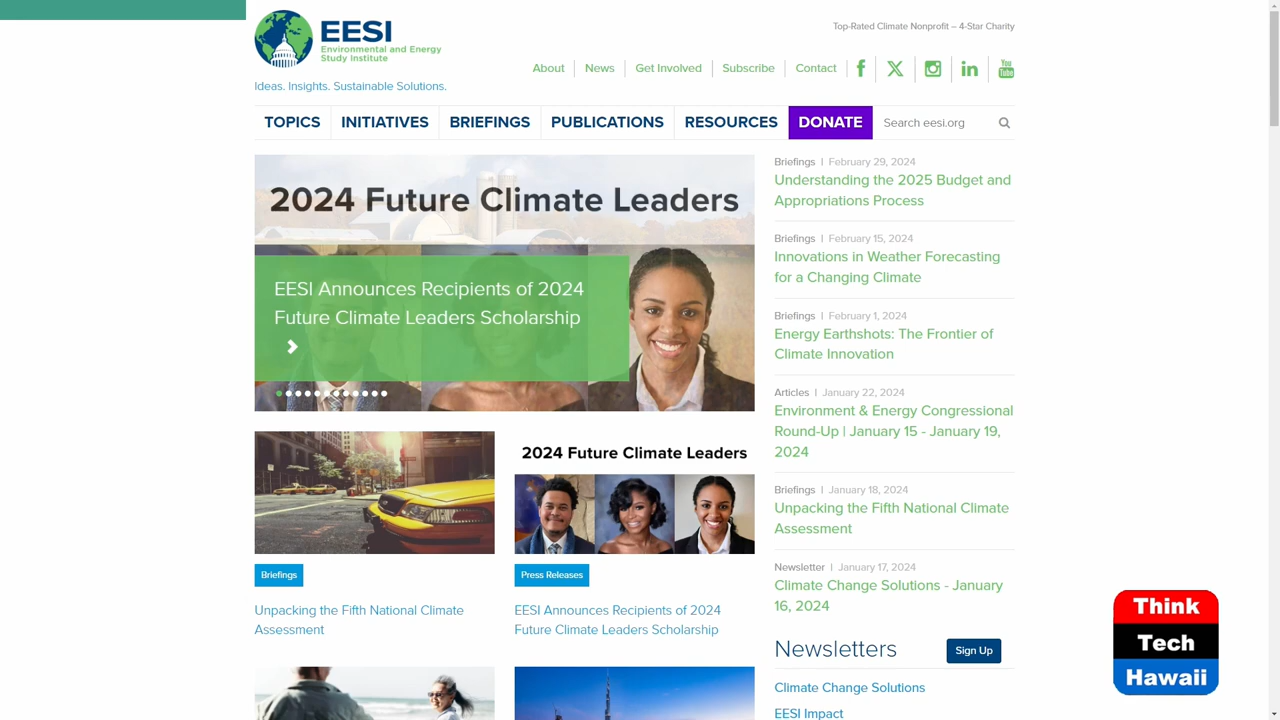 EESI
Environmental and Energy
Study Institute
Ideas. Insights. Sustainable Solutions.
Top-Rated Climate Nonprofit – 4-Star Charity
About
News
Get Involved
Subscribe
Contact
You
Tube
TOPICS
INITIATIVES
BRIEFINGS
PUBLICATIONS
RESOURCES
DONATE
Search eesi.org
2024 Future Climate Leaders
EESI Announces Recipients of 2024
Future Climate Leaders Scholarship
Briefings
Unpacking the Fifth National Climate
Assessment
2024 Future Climate Leaders
Press Releases
EESI Announces Recipients of 2024
Future Climate Leaders Scholarship
Briefings | February 29, 2024
Understanding the 2025 Budget and
Appropriations Process
Briefings | February 15, 2024
Innovations in Weather Forecasting
for a Changing Climate
Briefings | February 1, 2024
Energy Earthshots: The Frontier of
Climate Innovation
Articles | January 22, 2024
Environment & Energy Congressional
Round-Up | January 15 - January 19,
2024
Briefings | January 18, 2024
Unpacking the Fifth National Climate
Assessment
Newsletter | January 17, 2024
Climate Change Solutions - January
16, 2024
Newsletters
Sign Up
Climate Change Solutions
EESI Impact
Think
Tech
Hawaii